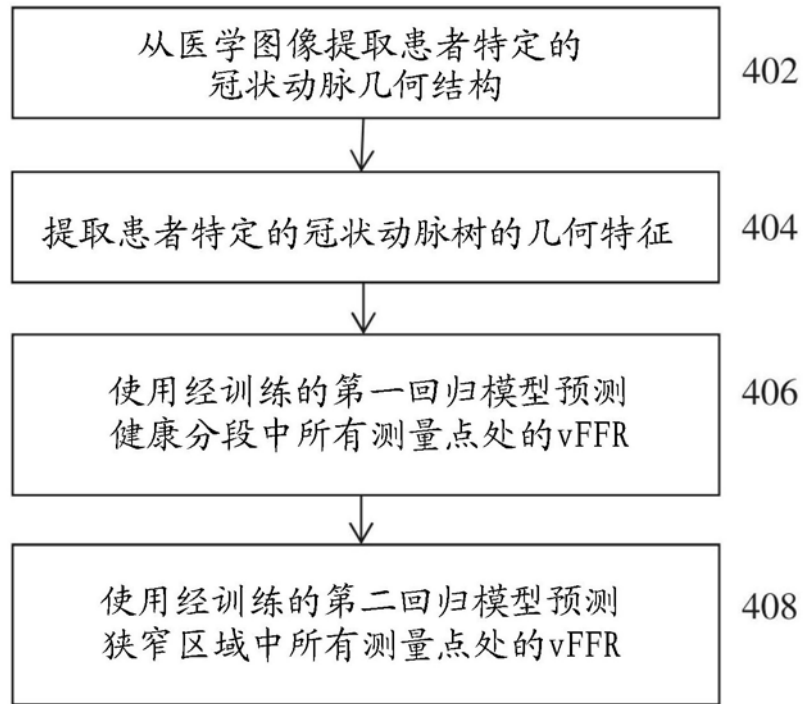 从医学图像提取患者特定的
冠状动脉几何结构
402
提取患者特定的冠状动脉树的几何特征
404
使用经训练的第一回归模型预测
健康分段中所有测量点处的vFFR
406
使用经训练的第二回归模型预测
狭窄区域中所有测量点处的vFFR
408